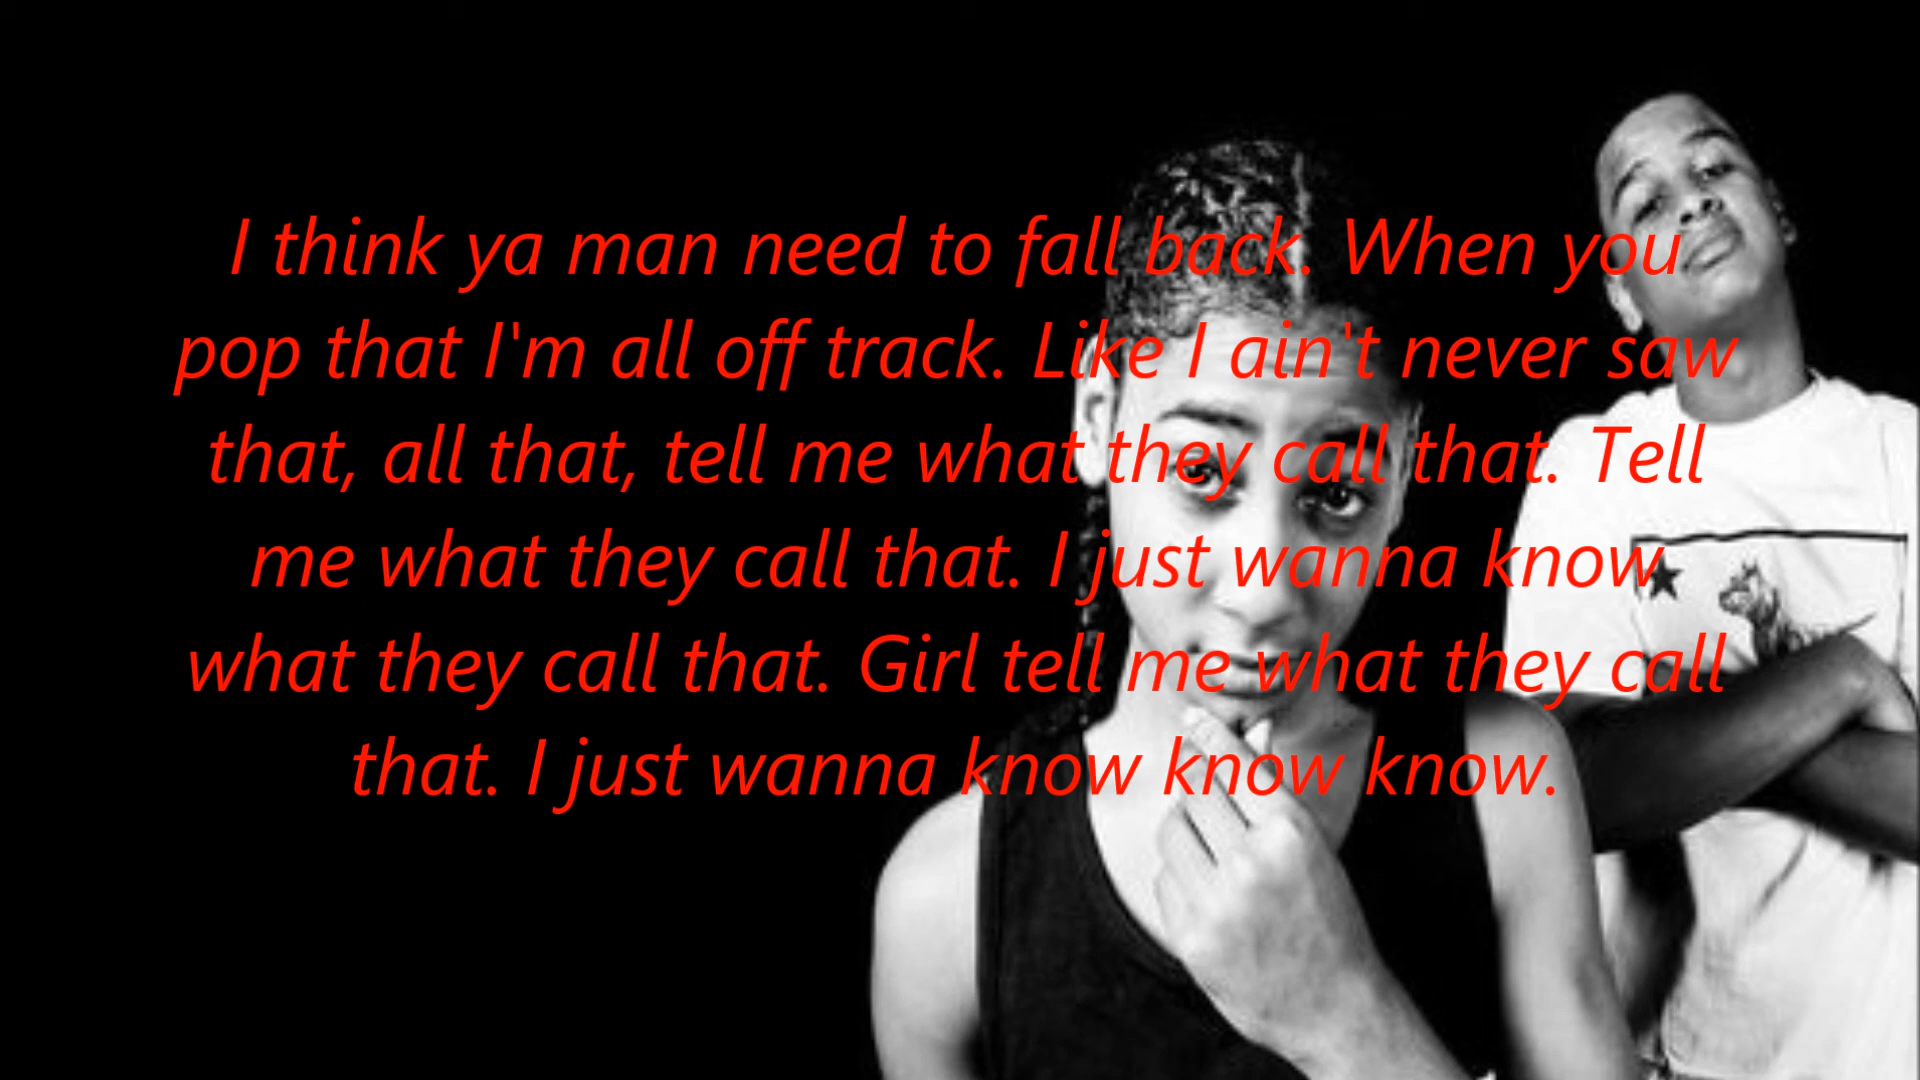 I think ya man need to fall back. When you
pop that I'm all off track. Like I ain't never saw
that, all that, tell me what they call that. Tell
me what they call that. I just wanna know
what they call that. Girl tell me what they call
that. I just wanna know know know.